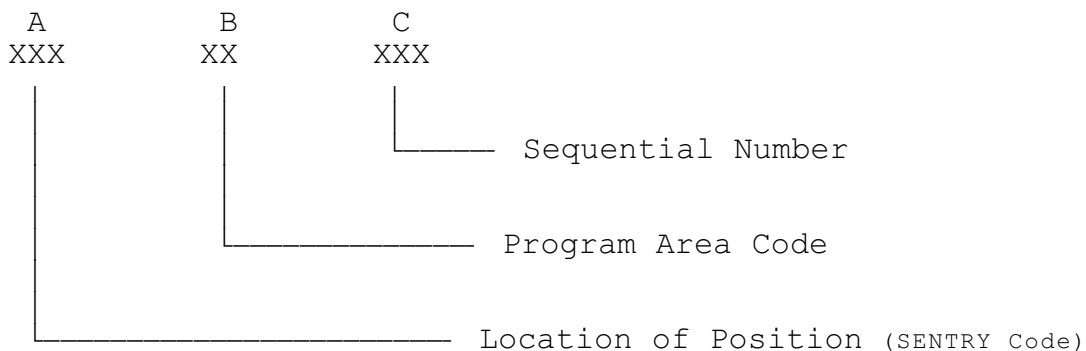 A B C
XXX XX XXX
Sequential Number
Program Area Code
Location of Position (SENTRY Code)